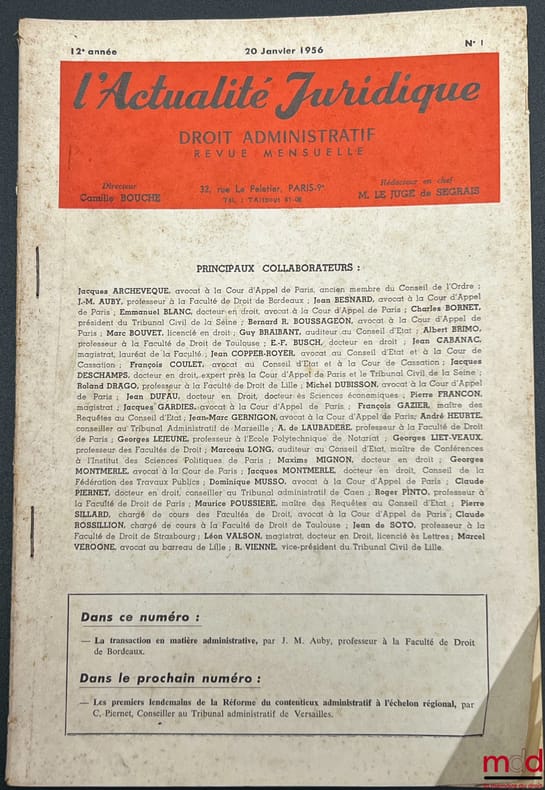 12e année 20 Janvier 1956 N° 1
l'Actualité Juridique
DROIT ADMINISTRATIF
REVUE MENSUELLE
Directeur
Camille BOUCHE
32, rue Le Peletier, PARIS-9e
TÉL. : TAITBOUT 61-08
Rédacteur en chef
M. LE JUGE de SEGRAIS
PRINCIPAUX COLLABORATEURS :
Jacques ARCHEVEQUE, avocat à la Cour d'Appel de Paris, ancien membre du Conseil de l'Ordre ;
J.-M. AUBY, professeur à la Faculté de Droit de Bordeaux ; Jean BESNARD, avocat à la Cour d'Appel
de Paris ; Emmanuel BLANC, docteur en droit, avocat à la Cour d'Appel de Paris ; Charles BORNET,
président du Tribunal Civil de la Seine ; Bernard R. BOUSSAGEON, avocat à la Cour d'Appel de
Paris ; Marc BOUVET, licencié en droit ; Guy BRAIBANT, auditeur au Conseil d'Etat ; Albert BRIMO,
professeur à la Faculté de Droit de Toulouse ; E.-F. BUSCH, docteur en droit ; Jean CABANAC,
magistrat, lauréat de la Faculté ; Jean COPPER-ROYER, avocat au Conseil d'Etat et à la Cour de
Cassation ; François COULET, avocat au Conseil d'Etat et à la Cour de Cassation ; Jacques
DESCHAMPS, docteur en droit, expert près la Cour d'Appel de Paris et le Tribunal Civil de la Seine ;
Roland DRAGO, professeur à la Faculté de Droit de Lille ; Michel DUBISSON, avocat à la Cour d'Appel
de Paris ; Jean DUFAU, docteur en Droit, docteur ès Sciences économiques ; Pierre FRANCON,
magistrat ; Jacques GARDIES, avocat à la Cour d'Appel de Paris ; François GAZIER, maître des
Requêtes au Conseil d'Etat ; Jean-Marc GERNIGON, avocat à la Cour d'Appel de Paris; André HEURTE,
conseiller au Tribunal Administratif de Marseille ; A. de LAUBADERE, professeur à la Faculté de Droit
de Paris ; Georges LEJEUNE, professeur à l'Ecole Polytechnique de Notariat ; Georges LIET-VEAUX,
professeur des Facultés de Droit ; Marceau LONG, auditeur au Conseil d'Etat, maître de Conférences
à l'Institut des Sciences Politiques de Paris ; Maxime MIGNON, docteur en droit ; Georges
MONTMERLE, avocat à la Cour de Paris ; Jacques MONTMERLE, docteur en droit, Conseil de la
Fédération des Travaux Publics ; Dominique MUSSO, avocat à la Cour d'Appel de Paris ; Claude
PIERNET, docteur en droit, conseiller au Tribunal administratif de Caen ; Roger PINTO, professeur à
la Faculté de Droit de Paris ; Maurice POUSSIERE, maître des Requêtes au Conseil d'Etat ; Pierre
SILLARD, chargé de cours des Facultés de Droit, avocat à la Cour d'Appel de Paris ; Claude
ROSSILLION, chargé de cours à la Faculté de Droit de Toulouse ; Jean de SOTO, professeur à la
Faculté de Droit de Strasbourg ; Léon VALSON, magistrat, docteur en Droit, licencié ès Lettres ; Marcel
VEROONE, avocat au barreau de Lille ; R. VIENNE, vice-président du Tribunal Civil de Lille.
Dans ce numéro :
— La transaction en matière administrative, par J. M. Auby, professeur à la Faculté de Droit
de Bordeaux.
Dans le prochain numéro :
— Les premiers lendemains de la Réforme du contentieux administratif à l'échelon régional, par
C. Piernet, Conseiller au Tribunal administratif de Versailles.
mdd